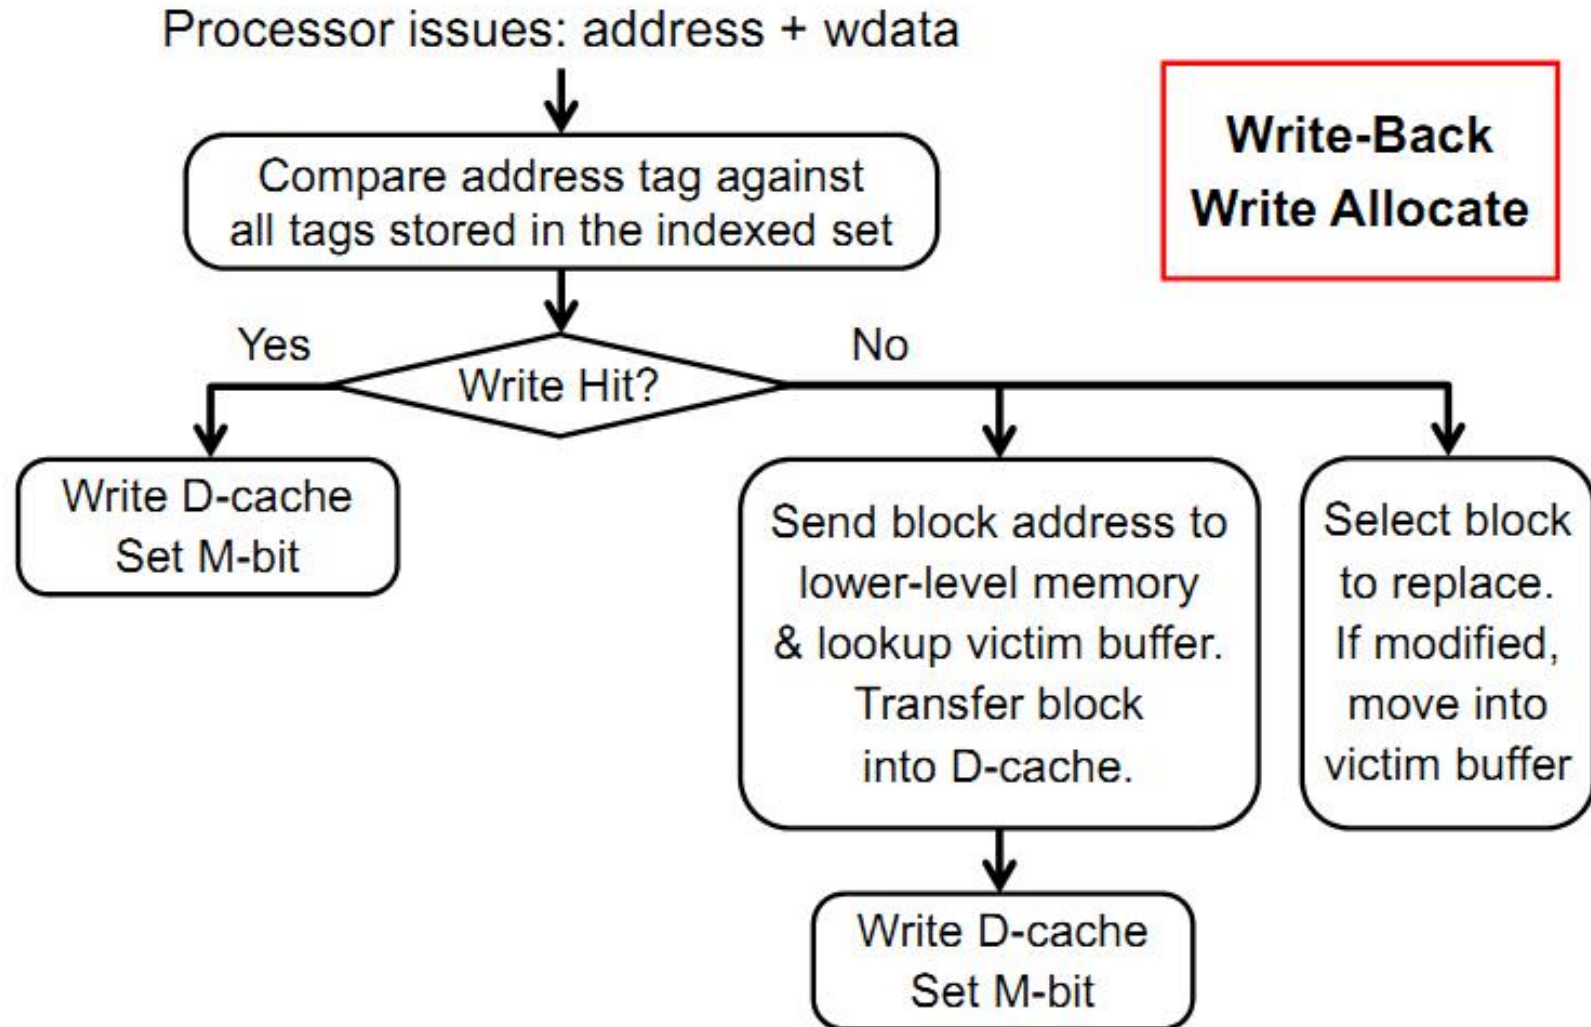 Processor issues: address + wdata
Write-Back
Write Allocate
Compare address tag against
all tags stored in the indexed set
Yes
No
Write Hit?
Write D-cache
Set M-bit
Send block address to
lower-level memory
& lookup victim buffer.
Transfer block
into D-cache.
Select block
to replace.
If modified,
move into
victim buffer
Write D-cache
Set M-bit